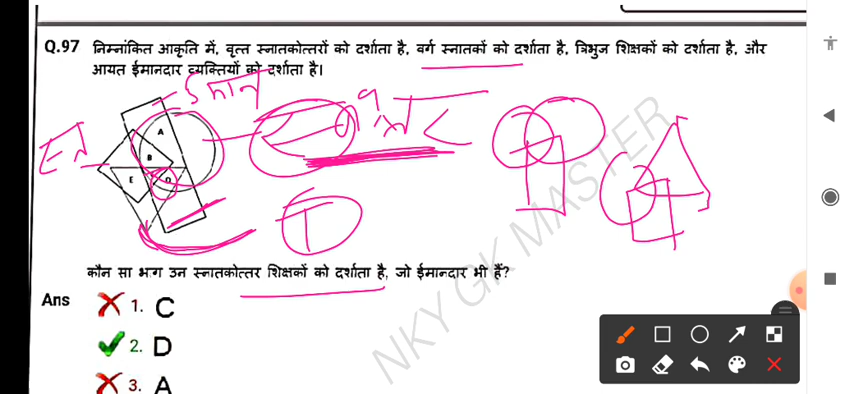 Q.97 निम्नांकित आकृति में, वृत्त स्नातकोत्तरों को दर्शाता है, वर्ग स्नातकों को दर्शाता है, त्रिभुज शिक्षकों को दर्शाता है, और
आयत ईमानदार व्यक्तियों को दर्शाता है।
A
B
E
D
T
कौन सा भाग उन स्नातकोत्तर शिक्षकों को दर्शाता है, जो ईमान्दार भी हैं?
Ans 1. C
2. D
3. A
NKY GK MASTER